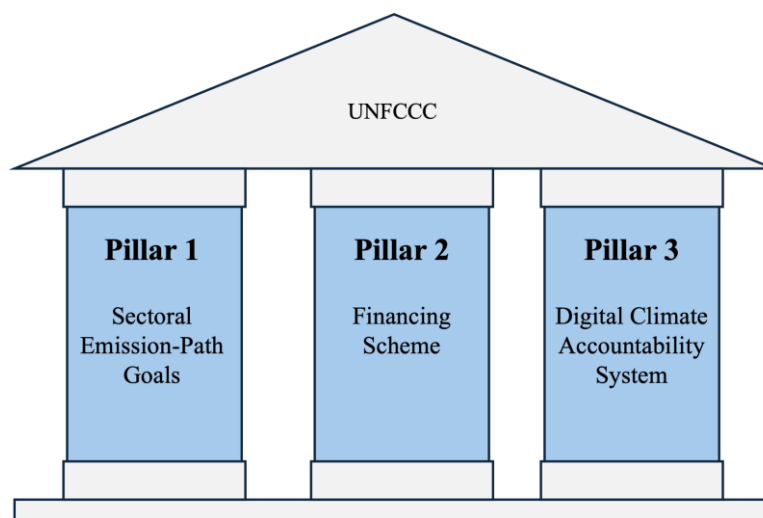 UNFCCC
Pillar 1
Sectoral
Emission-Path
Goals
Pillar 2
Financing
Scheme
Pillar 3
Digital Climate
Accountability
System